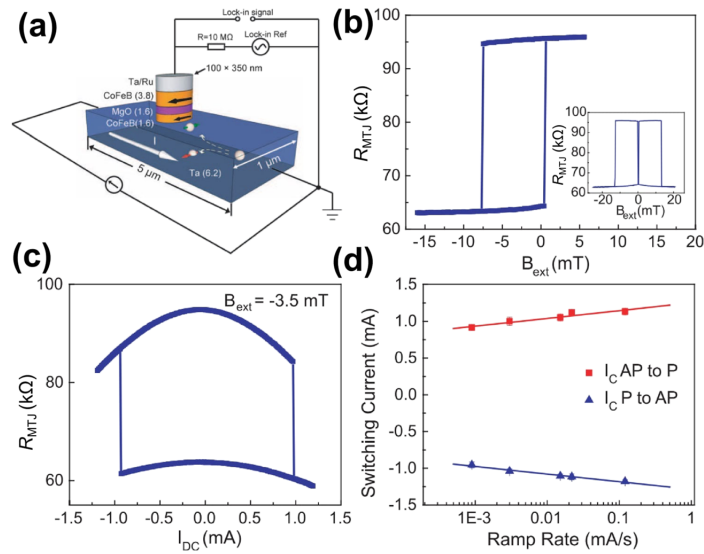 (a)
Lock-in signal
Lock-in Ref
R=10 MΩ
100 × 350 nm
Ta/Ru
CoFeB (3.8)
MgO (1.6)
CoFeB(1.6)
I
Ta (6.2)
5 µm
1 µm
(b)
R_MTJ (kΩ)
100
90
80
70
60
-15 -10 -5 0 5 10 15 20
B_ext (mT)
R_MTJ (kΩ)
100
90
80
70
60
-20 0 20
B_ext(mT)
(c)
B_ext = -3.5 mT
R_MTJ (kΩ)
100
80
60
-1.5 -1.0 -0.5 0.0 0.5 1.0 1.5
I_DC (mA)
(d)
Switching Current (mA)
1.5
1.0
0.5
0.0
-0.5
-1.0
-1.5
I_C AP to P
I_C P to AP
1E-3 0.01 0.1
Ramp Rate (mA/s)